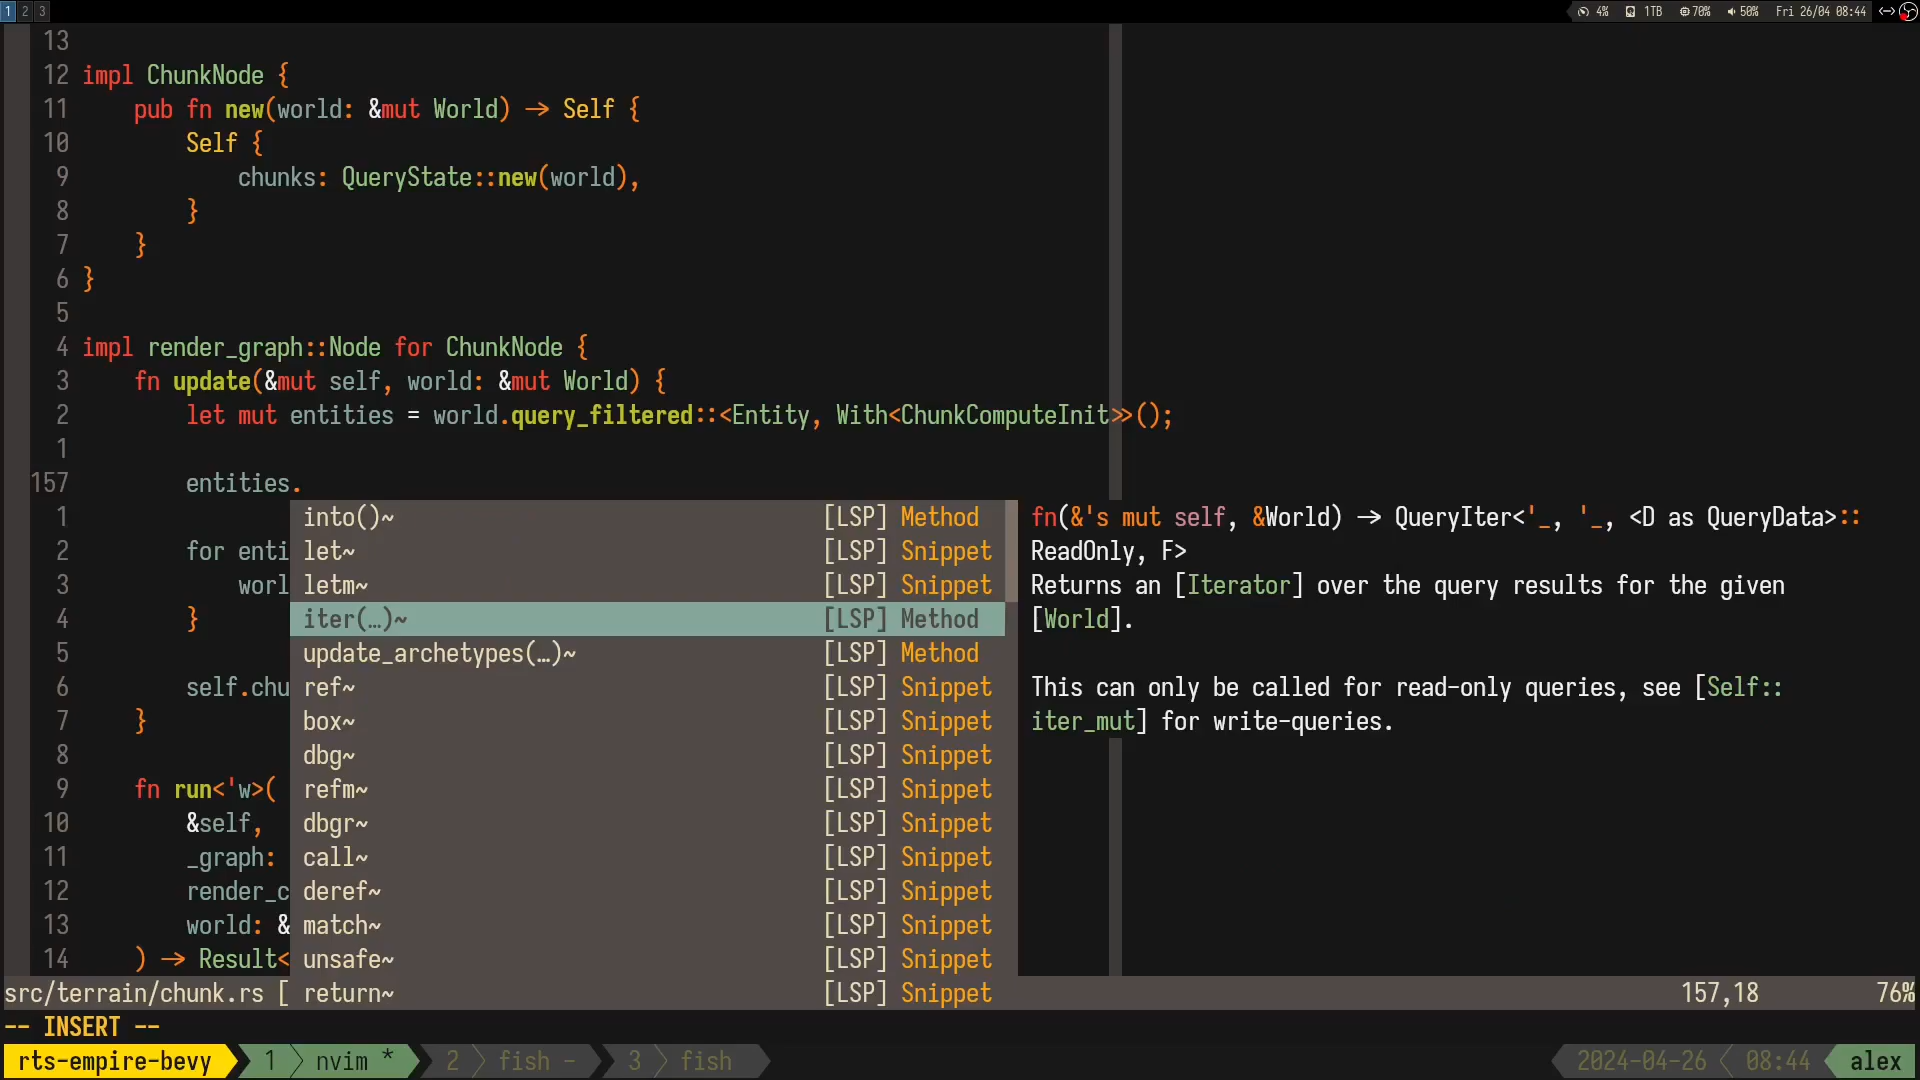 1 2 3 4% 1TB 70% 50% Fri 26/04 08:44
13
12 impl ChunkNode {
11 pub fn new(world: &mut World) -> Self {
10 Self {
9 chunks: QueryState::new(world),
8 }
7 }
6 }
5
4 impl render_graph::Node for ChunkNode {
3 fn update(&mut self, world: &mut World) {
2 let mut entities = world.query_filtered::<Entity, With<ChunkComputeInit>>();
1
157 entities.
1 into()~ [LSP] Method fn(&'s mut self, &World) -> QueryIter<'_, '_, <D as QueryData>::
2 for enti let~ [LSP] Snippet ReadOnly, F>
3 worl letm~ [LSP] Snippet Returns an [Iterator] over the query results for the given
4 } iter(…)~ [LSP] Method [World].
5 update_archetypes(…)~ [LSP] Method
6 self.chu ref~ [LSP] Snippet This can only be called for read-only queries, see [Self::
7 } box~ [LSP] Snippet iter_mut] for write-queries.
8 dbg~ [LSP] Snippet
9 fn run<'w>( refm~ [LSP] Snippet
10 &self, dbgr~ [LSP] Snippet
11 _graph: call~ [LSP] Snippet
12 render_c deref~ [LSP] Snippet
13 world: & match~ [LSP] Snippet
14 ) -> Result< unsafe~ [LSP] Snippet
src/terrain/chunk.rs [ return~ [LSP] Snippet 157,18 76%
-- INSERT --
rts-empire-bevy 1 nvim * 2 fish - 3 fish 2024-04-26 08:44 alex